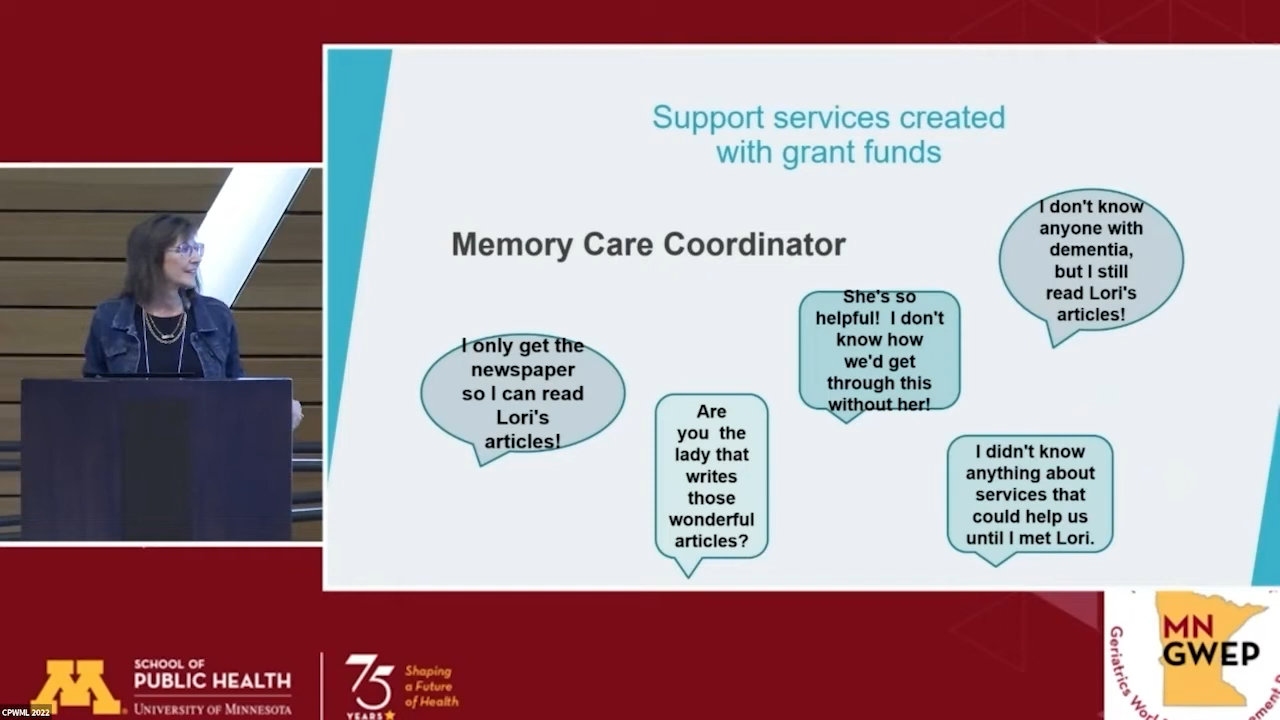 Support services created
with grant funds
Memory Care Coordinator
I don't know
anyone with
dementia,
but I still
read Lori's
articles!
She's so
helpful!  I don't
know how
we'd get
through this
without her!
I only get the
newspaper
so I can read
Lori's
articles!
Are
you  the
lady that
writes
those
wonderful
articles?
I didn't know
anything about
services that
could help us
until I met Lori.
M
SCHOOL OF
PUBLIC HEALTH
UNIVERSITY OF MINNESOTA
75
YEARS
Shaping
a Future
of Health
MN
GWEP
Geriatrics
CPWML 2022